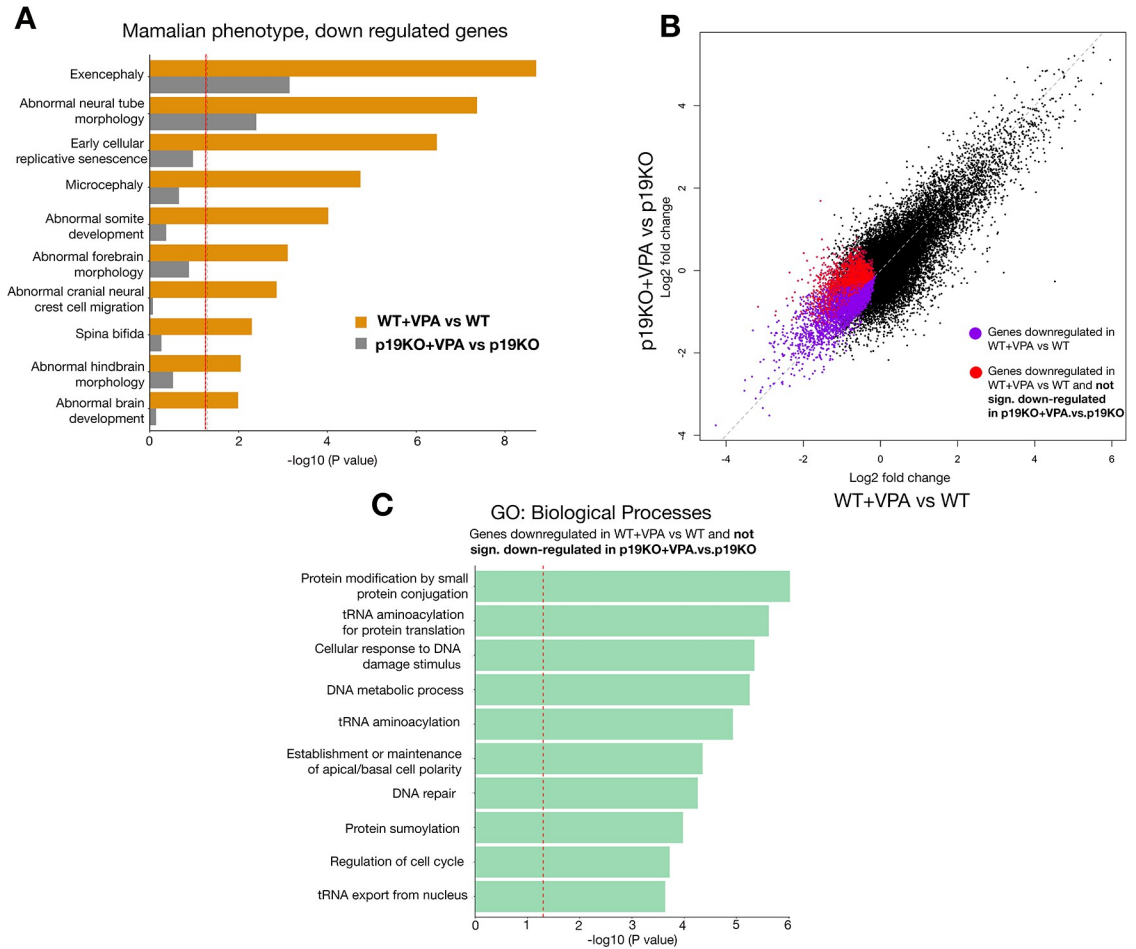 A
Mamalian phenotype, down regulated genes
Exencephaly
Abnormal neural tube
morphology
Early cellular
replicative senescence
Microcephaly
Abnormal somite
development
Abnormal forebrain
morphology
Abnormal cranial neural
crest cell migration
Spina bifida
Abnormal hindbrain
morphology
Abnormal brain
development
WT+VPA vs WT
p19KO+VPA vs p19KO
0 2 4 6 8
-log10 (P value)
B
p19KO+VPA vs p19KO
Log2 fold change
4
2
0
-2
-4
Genes downregulated in
WT+VPA vs WT
Genes downregulated in
WT+VPA vs WT and not
sign. down-regulated
in p19KO+VPA.vs.p19KO
-4 -2 0 2 4 6
Log2 fold change
WT+VPA vs WT
C
GO: Biological Processes
Genes downregulated in WT+VPA vs WT and not
sign. down-regulated in p19KO+VPA.vs.p19KO
Protein modification by small
protein conjugation
tRNA aminoacylation
for protein translation
Cellular response to DNA
damage stimulus
DNA metabolic process
tRNA aminoacylation
Establishment or maintenance
of apical/basal cell polarity
DNA repair
Protein sumoylation
Regulation of cell cycle
tRNA export from nucleus
0 1 2 3 4 5 6
-log10 (P value)